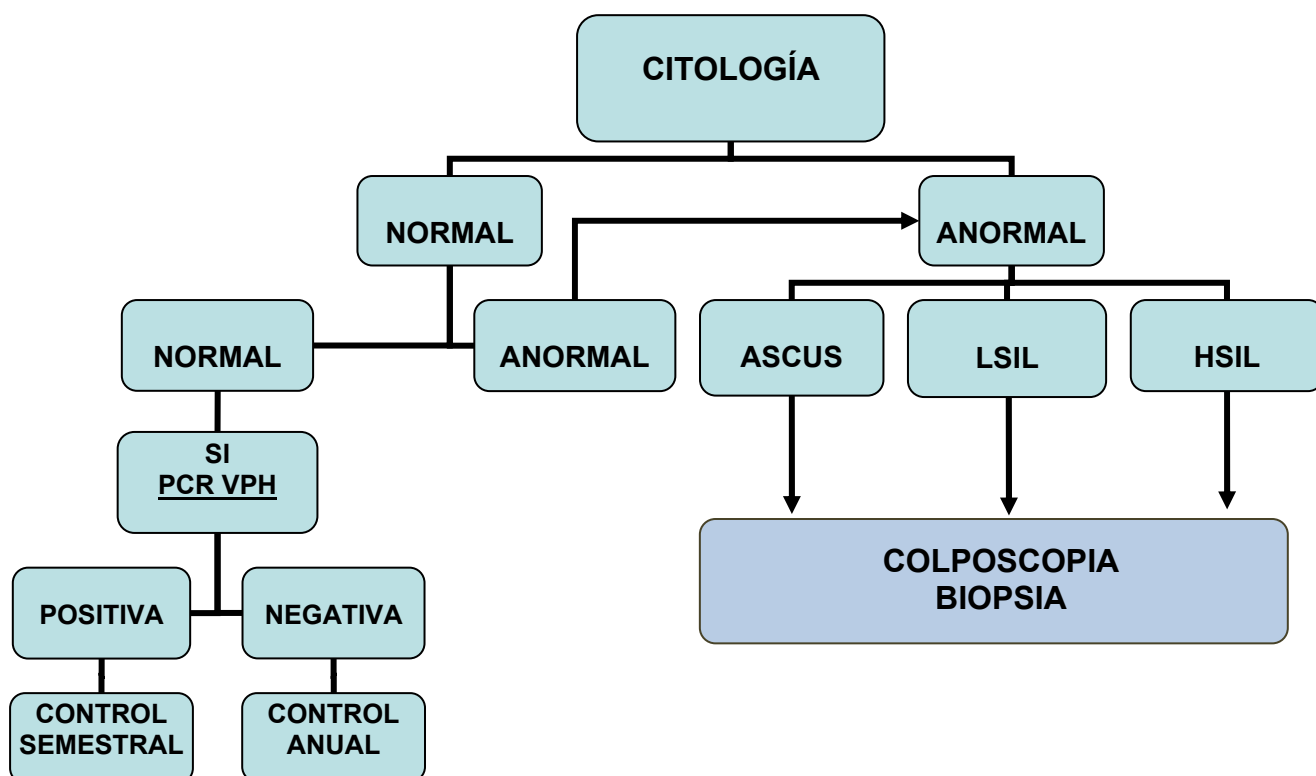 CITOLOGÍA
NORMAL
ANORMAL
NORMAL
ANORMAL
ASCUS
LSIL
HSIL
SI
PCR VPH
COLPOSCOPIA
BIOPSIA
POSITIVA
NEGATIVA
CONTROL
SEMESTRAL
CONTROL
ANUAL